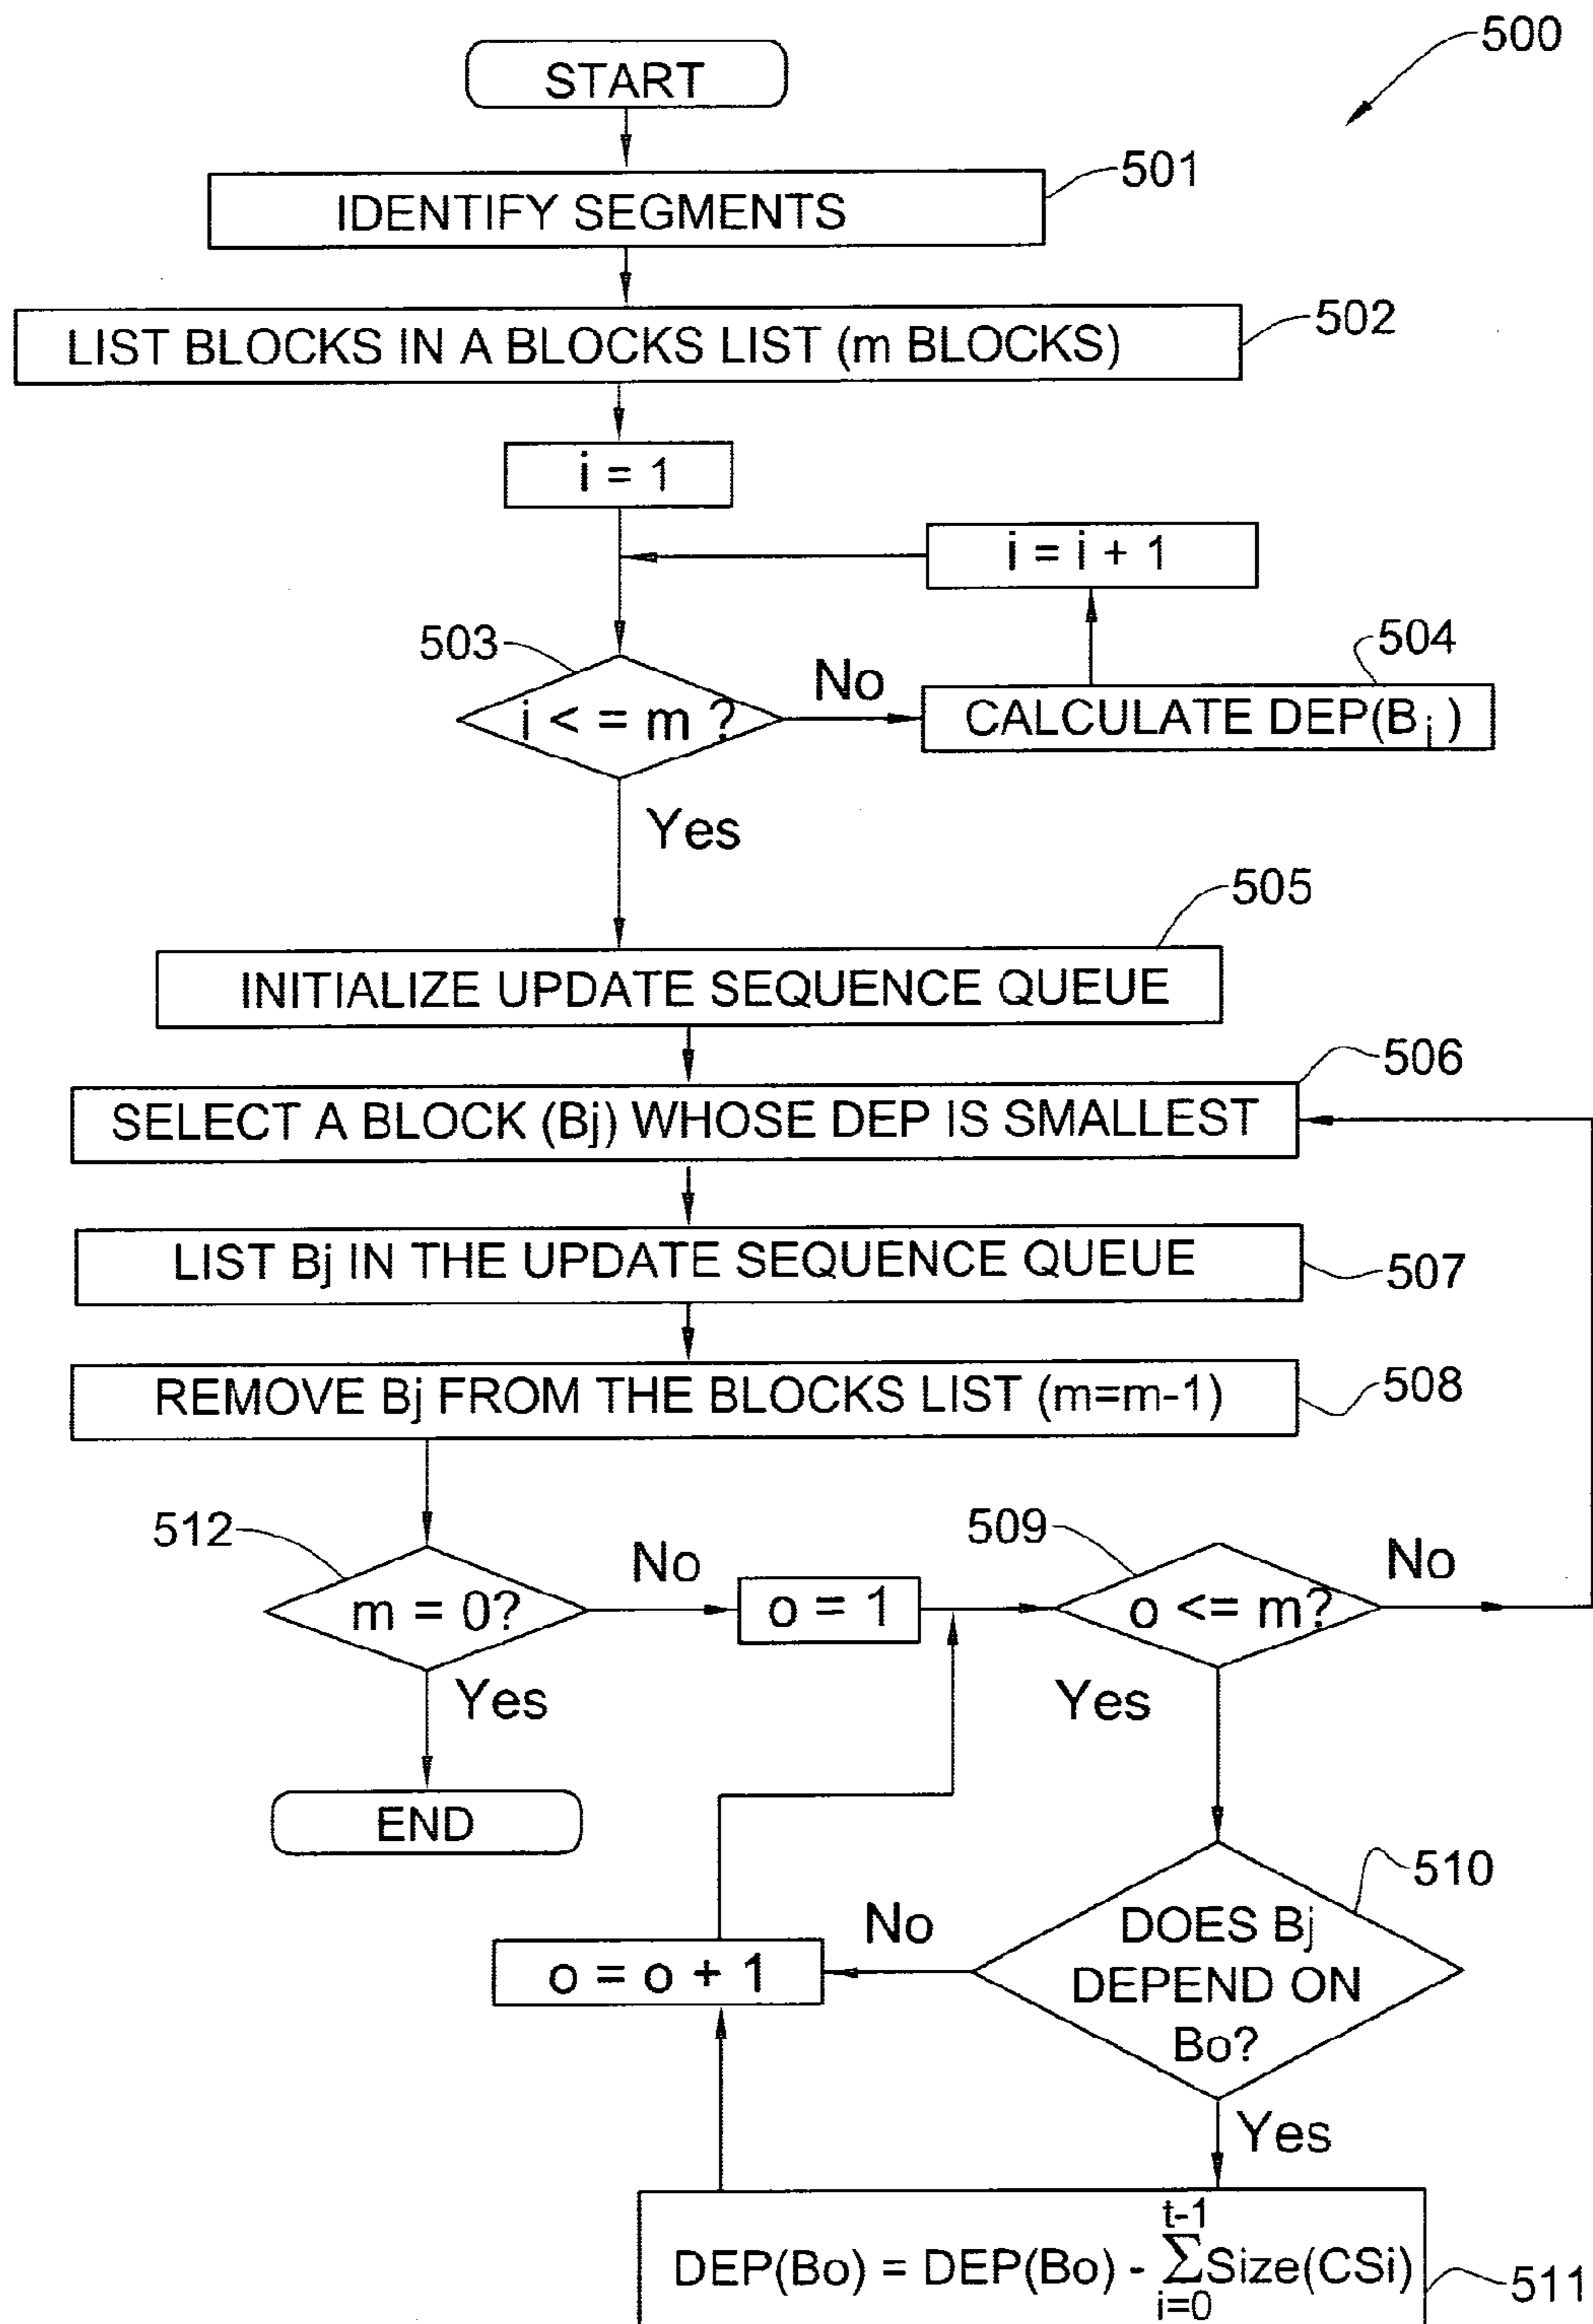 500
START
501
IDENTIFY SEGMENTS
502
LIST BLOCKS IN A BLOCKS LIST (m BLOCKS)
i = 1
i = i + 1
503
504
i < = m ?
No
CALCULATE DEP(B i )
Yes
505
INITIALIZE UPDATE SEQUENCE QUEUE
506
SELECT A BLOCK (Bj) WHOSE DEP IS SMALLEST
LIST Bj IN THE UPDATE SEQUENCE QUEUE
507
REMOVE Bj FROM THE BLOCKS LIST (m=m-1)
508
512
509
m = 0?
No
o = 1
o <= m?
No
Yes
Yes
END
510
DOES Bj
DEPEND ON
Bo?
No
o = o + 1
Yes
DEP(Bo) = DEP(Bo) - t-1 Σ i=0 Size(CSi)
511